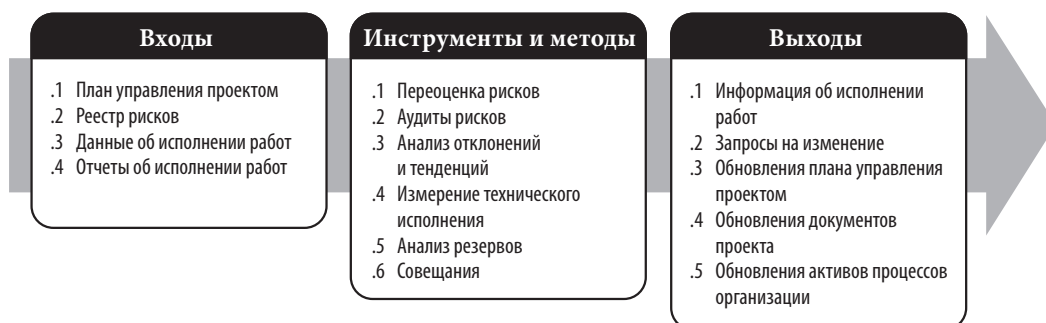 Входы
.1 План управления проектом
.2 Реестр рисков
.3 Данные об исполнении работ
.4 Отчеты об исполнении работ
Инструменты и методы
.1 Переоценка рисков
.2 Аудиты рисков
.3 Анализ отклонений
и тенденций
.4 Измерение технического
исполнения
.5 Анализ резервов
.6 Совещания
Выходы
.1 Информация об исполнении
работ
.2 Запросы на изменение
.3 Обновления плана управления
проектом
.4 Обновления документов
проекта
.5 Обновления активов процессов
организации